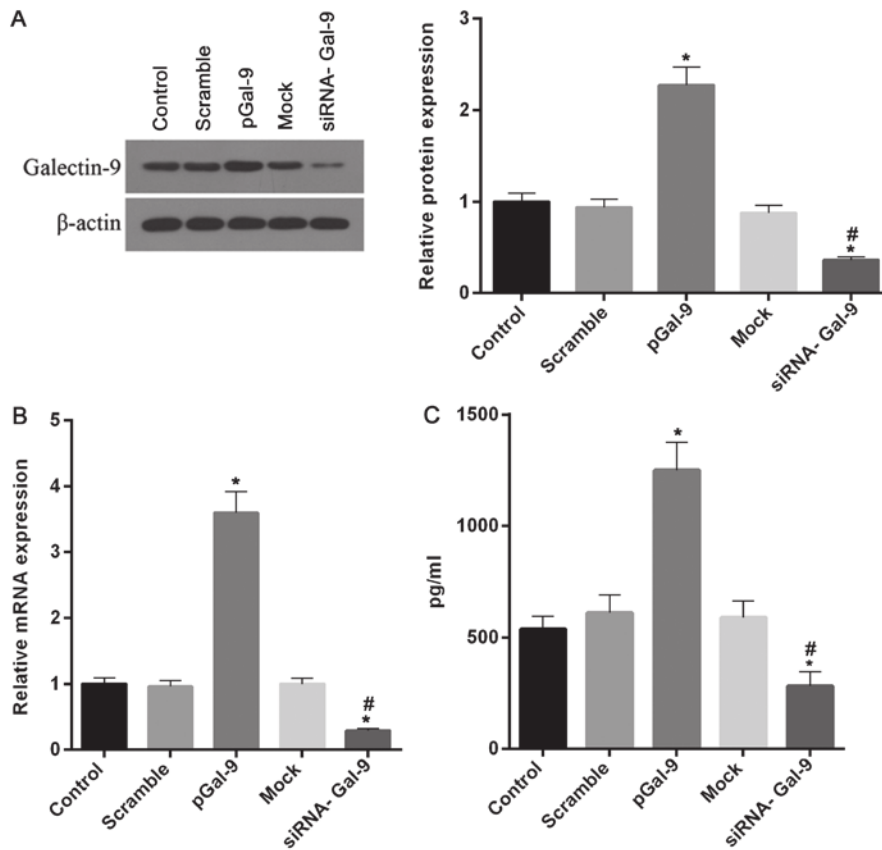 A
Control
Scramble
pGal-9
Mock
siRNA- Gal-9
Galectin-9
β-actin
Relative protein expression
3
2
1
0
*
#
*
Control
Scramble
pGal-9
Mock
siRNA- Gal-9
B
Relative mRNA expression
5
4
3
2
1
0
*
#
*
Control
Scramble
pGal-9
Mock
siRNA- Gal-9
C
pg/ml
1500
1000
500
0
*
#
*
Control
Scramble
pGal-9
Mock
siRNA- Gal-9